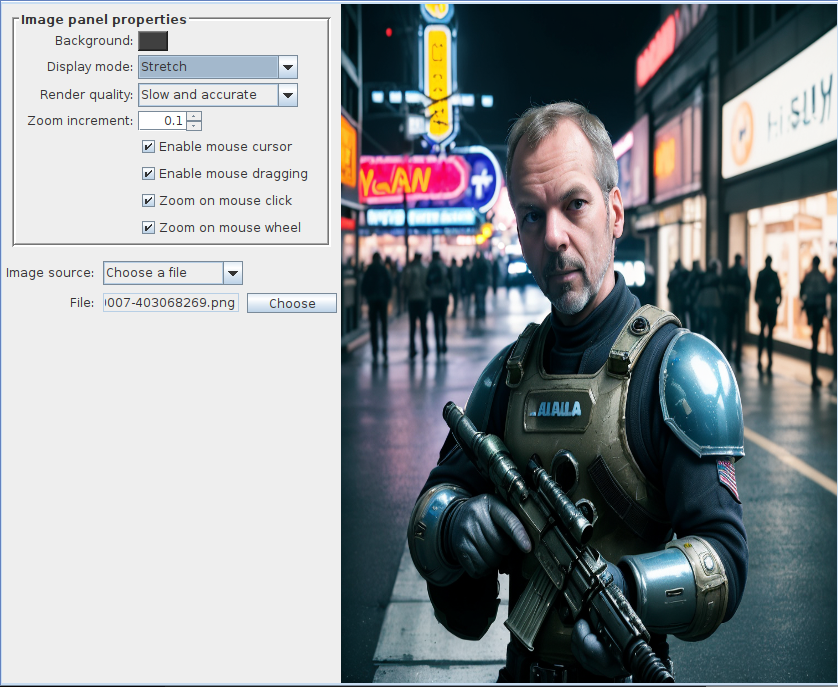 Image panel properties
Background:
Display mode: Stretch
Render quality: Slow and accurate
Zoom increment: 0.1
Enable mouse cursor
Enable mouse dragging
Zoom on mouse click
Zoom on mouse wheel
Image source: Choose a file
File: 0007-403068269.png Choose